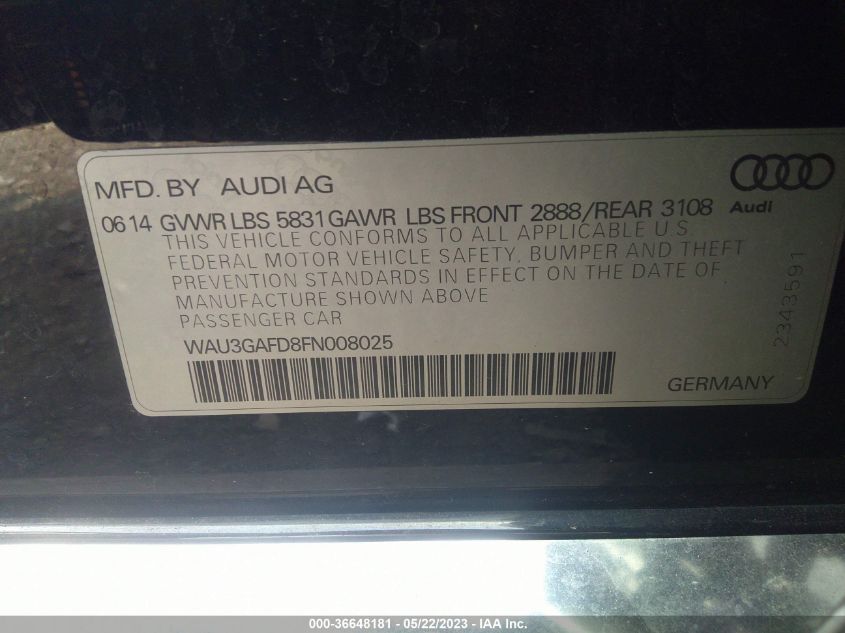 MFD. BY AUDI AG
Audi
06 14 GVWR LBS 5831 GAWR LBS FRONT 2888/REAR 3108
THIS VEHICLE CONFORMS TO ALL APPLICABLE U.S
FEDERAL MOTOR VEHICLE SAFETY, BUMPER AND THEFT
PREVENTION STANDARDS IN EFFECT ON THE DATE OF
MANUFACTURE SHOWN ABOVE
PASSENGER CAR
2343591
WAU3GAFD8FN008025
GERMANY
000-36648181 - 05/22/2023 - IAA Inc.